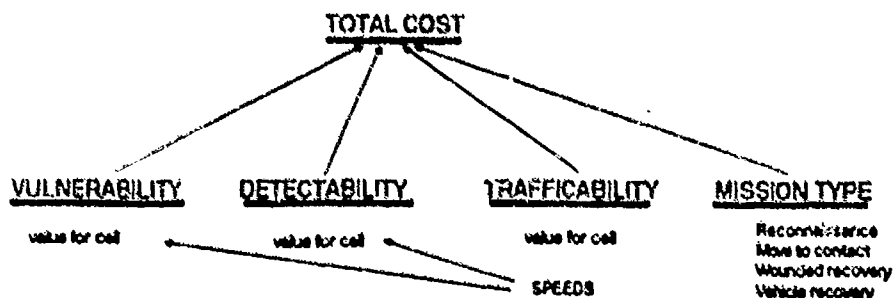 TOTAL COST
VULNERABILITY DETECTABILITY TRAFFICABILITY MISSION TYPE
value for cell value for cell value for cell Reconnaissance
Move to contact
Wounded recovery
SPEEDS Vehicle recovery